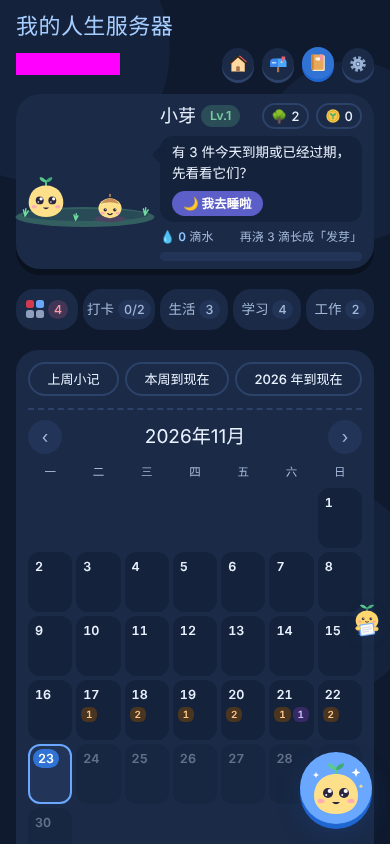 我的人生服务器
小芽 Lv.1 2 0
有 3 件今天到期或已经过期，
先看看它们？
我去睡啦
0 滴水 再浇 3 滴长成「发芽」
4 打卡 0/2 生活 3 学习 4 工作 2
上周小记 本周到现在 2026 年到现在
‹ 2026年11月 ›
一 二 三 四 五 六 日
1
2 3 4 5 6 7 8
9 10 11 12 13 14 15
16 17 18 19 20 21 22
1 2 1 2 1 1 2
23 24 25 26 27 28
30